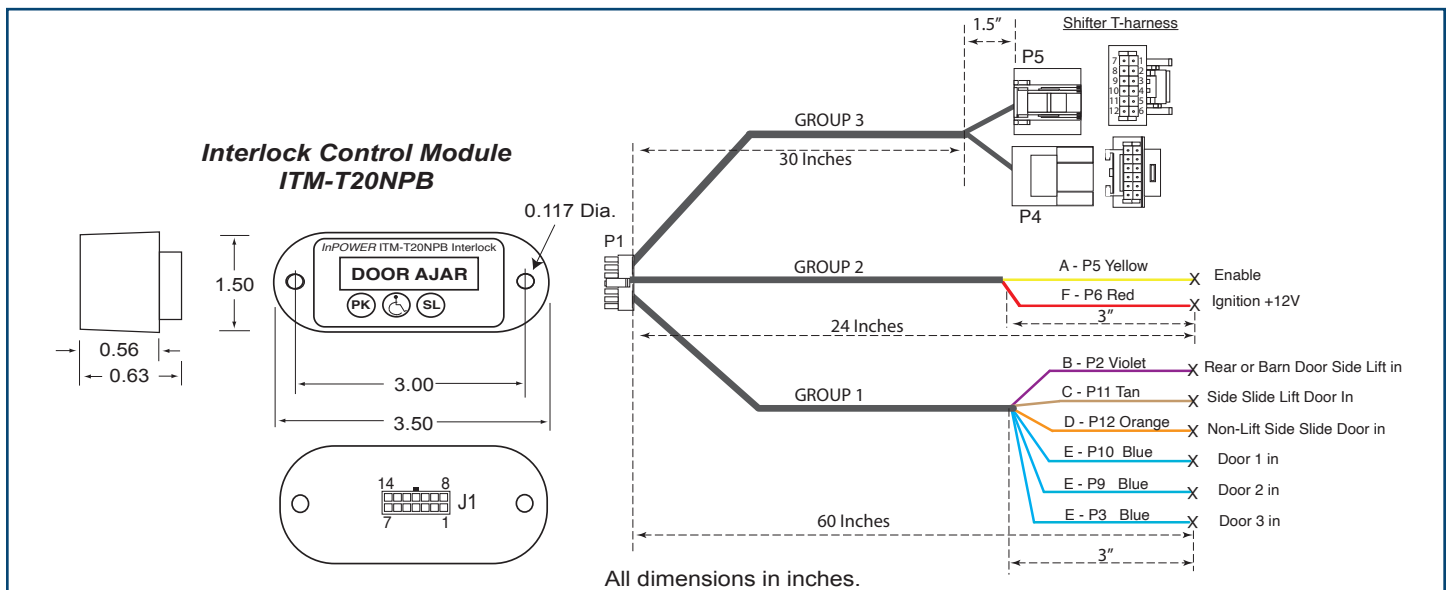 Interlock Control Module
ITM-T20NPB
0.56
0.63
1.50
InPOWER ITM-T20NPB Interlock
DOOR AJAR
PK SL
0.117 Dia.
3.00
3.50
14 8
7 1
J1
P1
GROUP 3
30 Inches
1.5”
Shifter T-harness
P5
7 1
8 2
9 3
10 4
11 5
12 6
P4
GROUP 2
24 Inches
A - P5 Yellow X Enable
F - P6 Red X Ignition +12V
3”
GROUP 1
60 Inches
B - P2 Violet X Rear or Barn Door Side Lift in
C - P11 Tan X Side Slide Lift Door In
D - P12 Orange X Non-Lift Side Slide Door in
E - P10 Blue X Door 1 in
E - P9 Blue X Door 2 in
E - P3 Blue X Door 3 in
3”
All dimensions in inches.